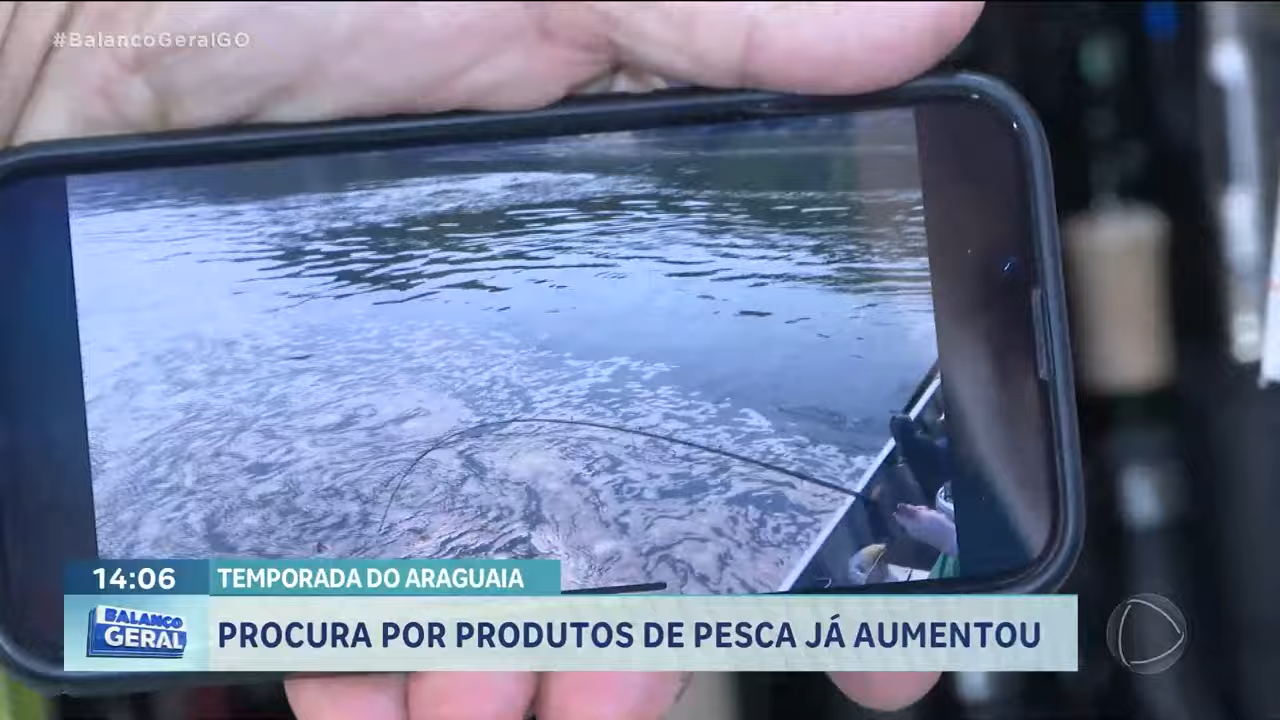 #BalancoGeralGO
14:06
TEMPORADA DO ARAGUAIA
BALANCO
GERAL
PROCURA POR PRODUTOS DE PESCA JÁ AUMENTOU